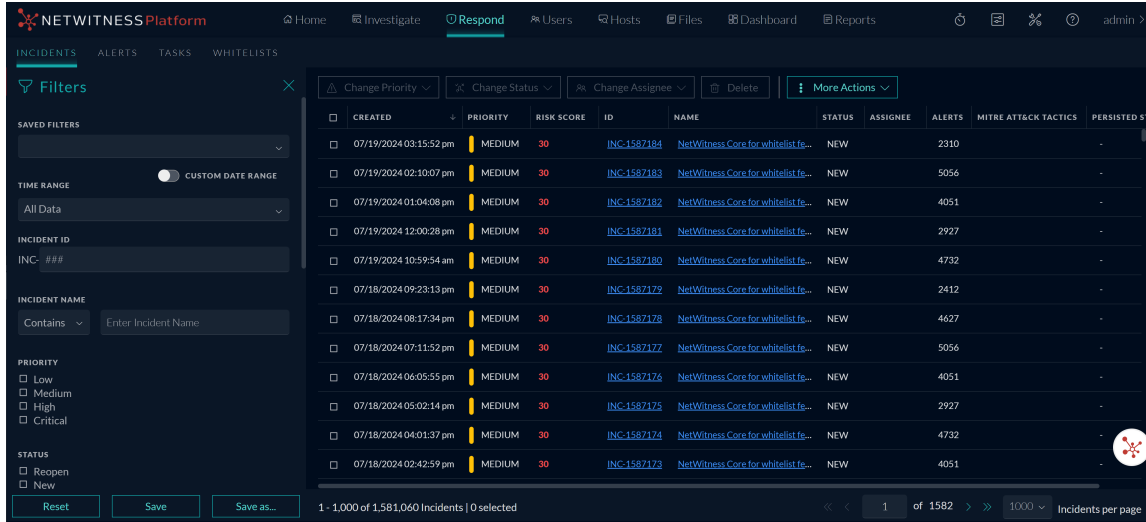 NETWITNESS Platform
Home
Investigate
Respond
Users
Hosts
Files
Dashboard
Reports
admin
INCIDENTS ALERTS TASKS WHITELISTS
Filters
SAVED FILTERS
CUSTOM DATE RANGE
TIME RANGE
All Data
INCIDENT ID
INC- ###
INCIDENT NAME
Contains
Enter Incident Name
PRIORITY
Low
Medium
High
Critical
STATUS
Reopen
New
Reset Save Save as...
Change Priority Change Status Change Assignee Delete More Actions
CREATED PRIORITY RISK SCORE ID NAME STATUS ASSIGNEE ALERTS MITRE ATT&CK TACTICS PERSISTED S
07/19/2024 03:15:52 pm MEDIUM 30 INC-1587184 NetWitness Core for whitelist fe... NEW 2310 -
07/19/2024 02:10:07 pm MEDIUM 30 INC-1587183 NetWitness Core for whitelist fe... NEW 5056 -
07/19/2024 01:04:08 pm MEDIUM 30 INC-1587182 NetWitness Core for whitelist fe... NEW 4051 -
07/19/2024 12:00:28 pm MEDIUM 30 INC-1587181 NetWitness Core for whitelist fe... NEW 2927 -
07/19/2024 10:59:54 am MEDIUM 30 INC-1587180 NetWitness Core for whitelist fe... NEW 4732 -
07/18/2024 09:23:13 pm MEDIUM 30 INC-1587179 NetWitness Core for whitelist fe... NEW 2412 -
07/18/2024 08:17:34 pm MEDIUM 30 INC-1587178 NetWitness Core for whitelist fe... NEW 4627 -
07/18/2024 07:11:52 pm MEDIUM 30 INC-1587177 NetWitness Core for whitelist fe... NEW 5056 -
07/18/2024 06:05:55 pm MEDIUM 30 INC-1587176 NetWitness Core for whitelist fe... NEW 4051 -
07/18/2024 05:02:14 pm MEDIUM 30 INC-1587175 NetWitness Core for whitelist fe... NEW 2927 -
07/18/2024 04:01:37 pm MEDIUM 30 INC-1587174 NetWitness Core for whitelist fe... NEW 4732 -
07/18/2024 02:42:59 pm MEDIUM 30 INC-1587173 NetWitness Core for whitelist fe... NEW 4051 -
1 - 1,000 of 1,581,060 Incidents | 0 selected
1 of 1582 1000 Incidents per page